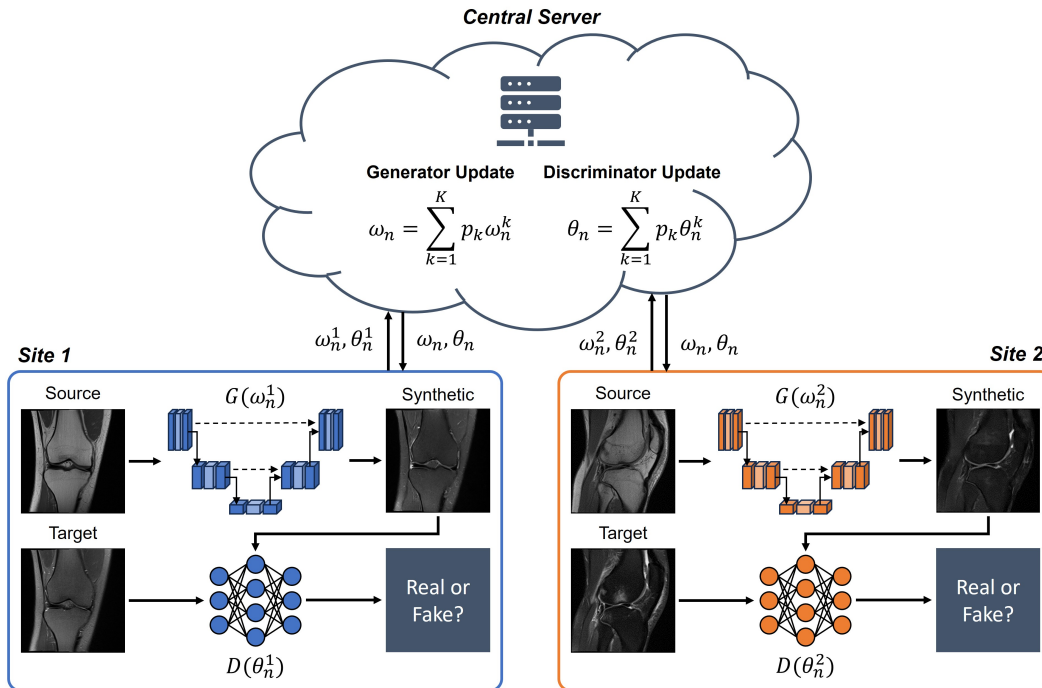 Central Server
Generator Update
Discriminator Update
ω_n = ∑_{k=1}^{K} p_k ω_n^k
θ_n = ∑_{k=1}^{K} p_k θ_n^k
ω_n^1, θ_n^1
ω_n, θ_n
ω_n^2, θ_n^2
ω_n, θ_n
Site 1
Source
G(ω_n^1)
Synthetic
Target
D(θ_n^1)
Real or
Fake?
Site 2
Source
G(ω_n^2)
Synthetic
Target
D(θ_n^2)
Real or
Fake?